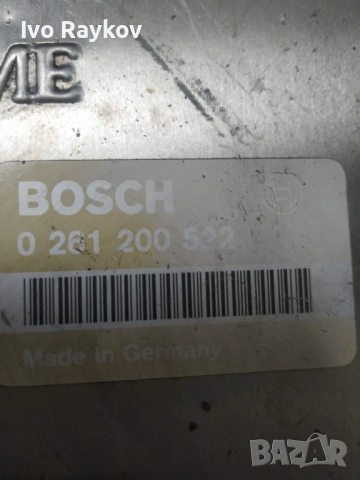 Ivo Raykov
ME
BOSCH
0 261 200 522
Made in Germany
BAZAR